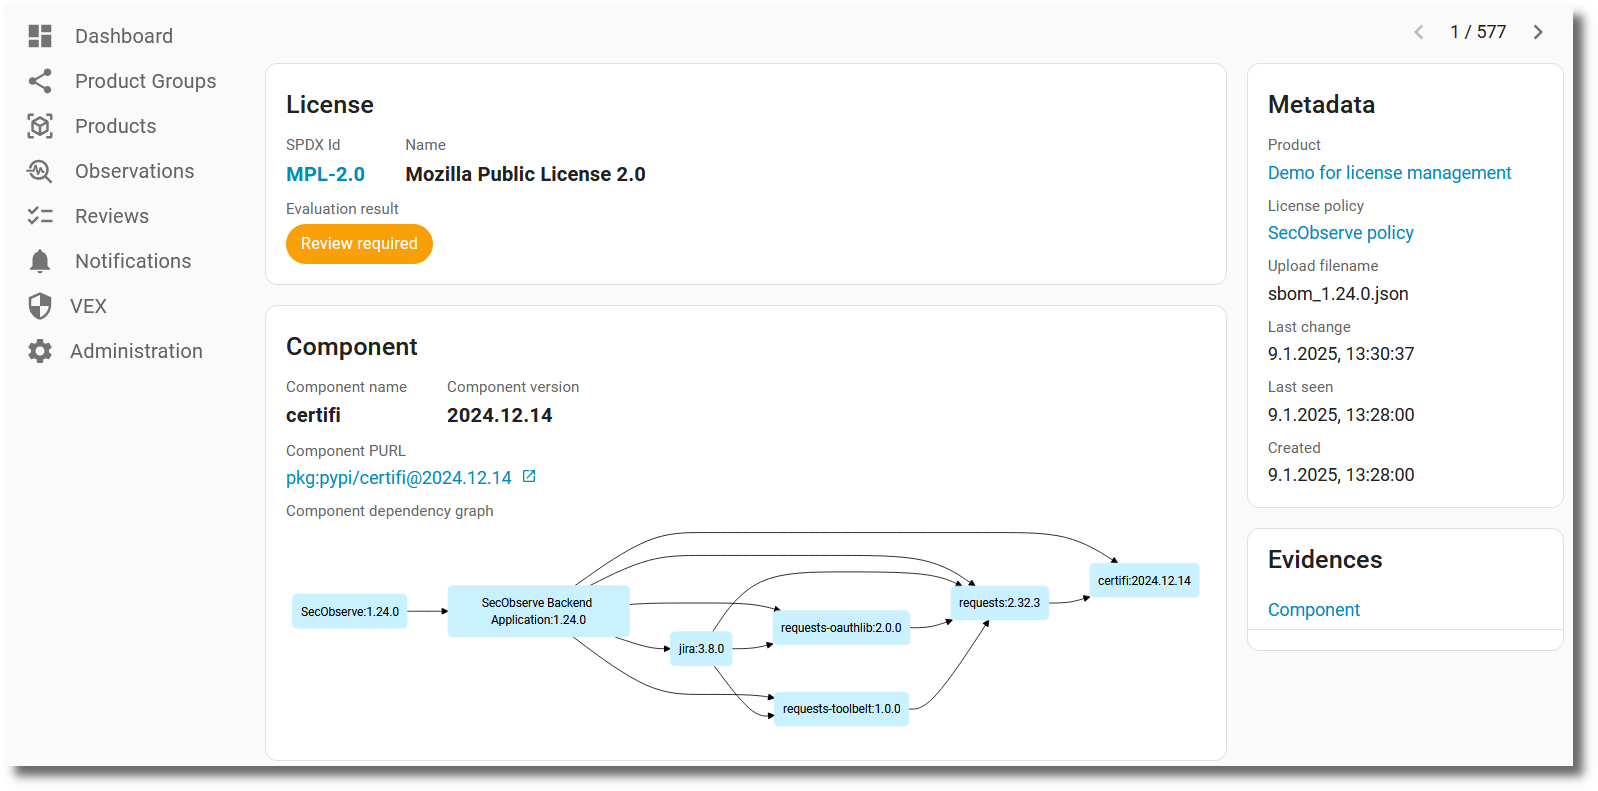 Dashboard
Product Groups
Products
Observations
Reviews
Notifications
VEX
Administration
1 / 577
License
SPDX Id Name
MPL-2.0 Mozilla Public License 2.0
Evaluation result
Review required
Component
Component name Component version
certifi 2024.12.14
Component PURL
pkg:pypi/certifi@2024.12.14
Component dependency graph
SecObserve:1.24.0
SecObserve Backend
Application:1.24.0
jira:3.8.0
requests-oauthlib:2.0.0
requests-toolbelt:1.0.0
requests:2.32.3
certifi:2024.12.14
Metadata
Product
Demo for license management
License policy
SecObserve policy
Upload filename
sbom_1.24.0.json
Last change
9.1.2025, 13:30:37
Last seen
9.1.2025, 13:28:00
Created
9.1.2025, 13:28:00
Evidences
Component